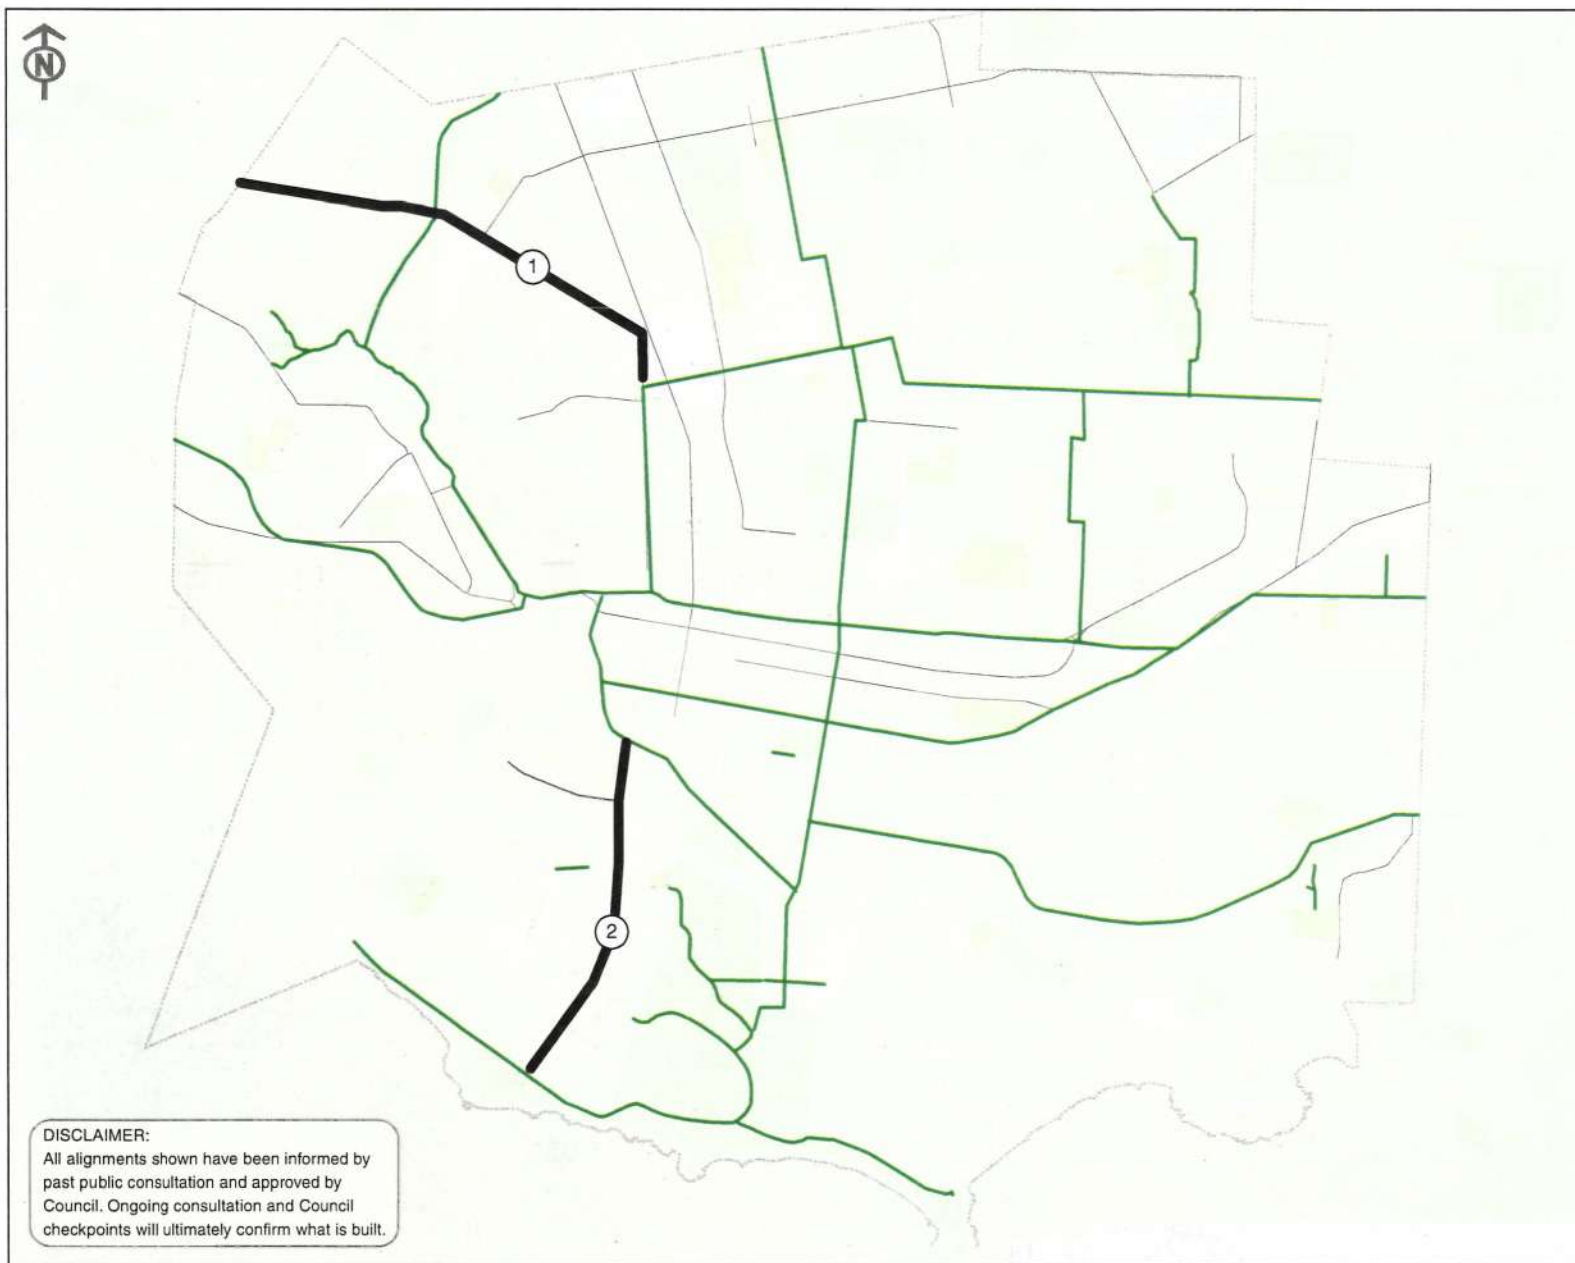 N
1
2
DISCLAIMER:
All alignments shown have been informed by
past public consultation and approved by
Council. Ongoing consultation and Council
checkpoints will ultimately confirm what is built.